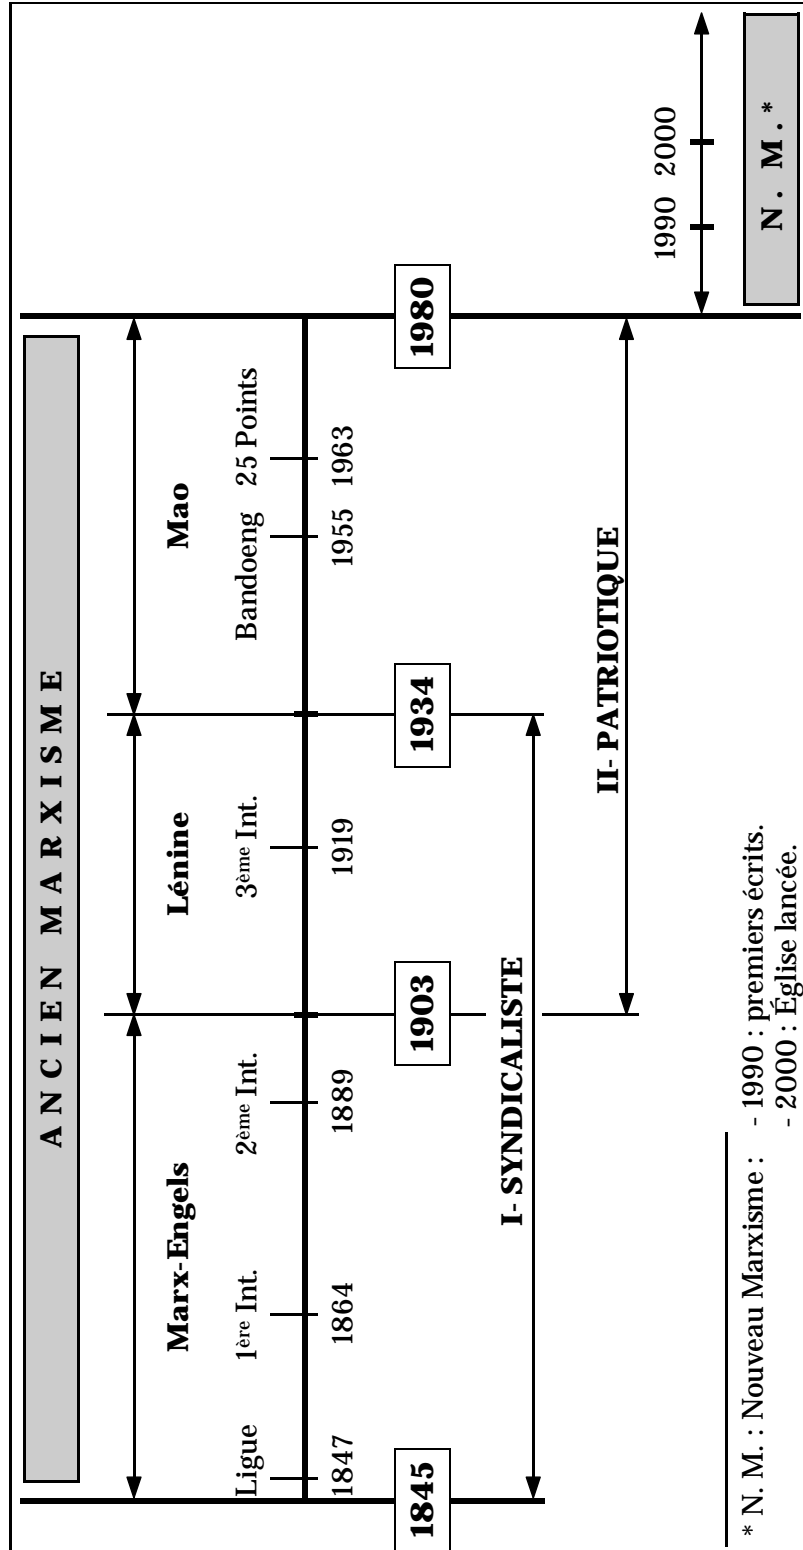 ANCIEN MARXISME
Marx-Engels Lénine Mao
Ligue 1ère Int. 2ème Int. 3ème Int. Bandoeng 25 Points
1847 1864 1889 1919 1955 1963
1845 1903 1934 1980
I- SYNDICALISTE
II- PATRIOTIQUE
1990 2000
N. M.*
* N. M. : Nouveau Marxisme : - 1990 : premiers écrits.
- 2000 : Église lancée.